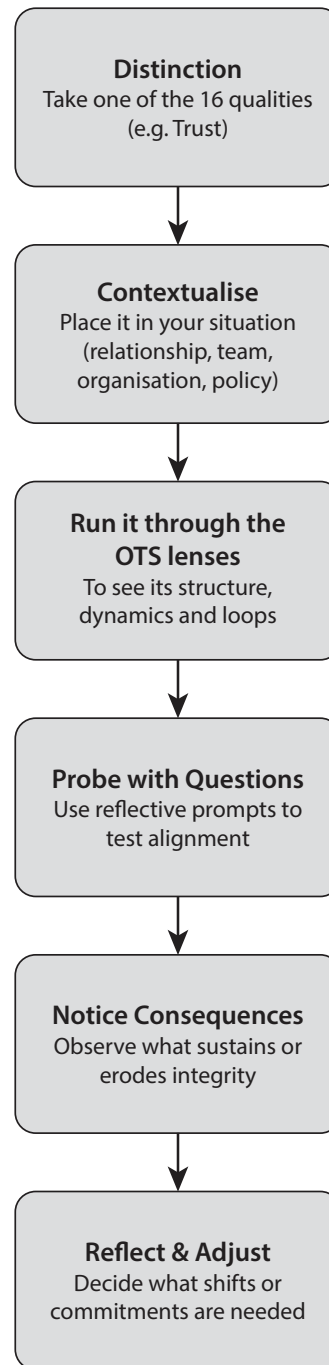 Distinction
Take one of the 16 qualities
(e.g. Trust)
Contextualise
Place it in your situation
(relationship, team,
organisation, policy)
Run it through the
OTS lenses
To see its structure,
dynamics and loops
Probe with Questions
Use reflective prompts to
test alignment
Notice Consequences
Observe what sustains or
erodes integrity
Reflect & Adjust
Decide what shifts or
commitments are needed